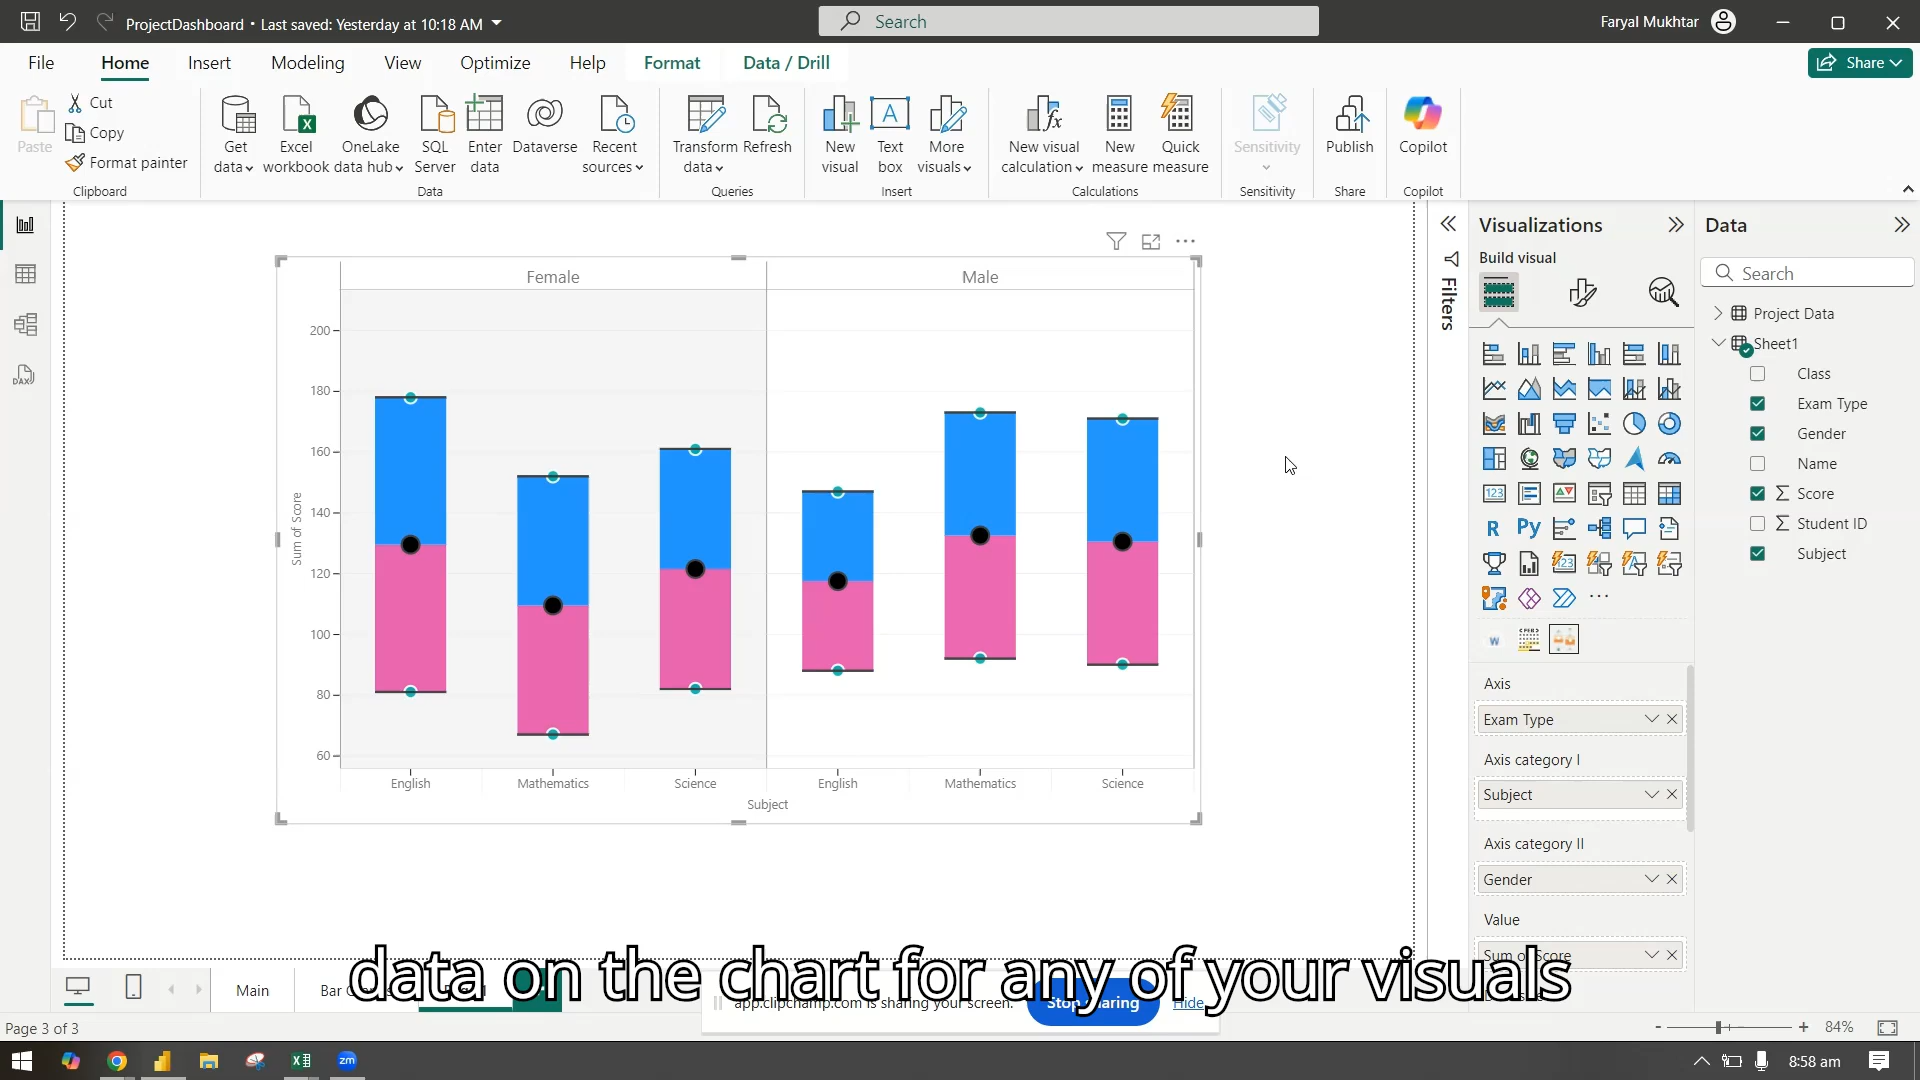 ProjectDashboard • Last saved: Yesterday at 10:18 AM
Search
Faryal Mukhtar
File
Home
Insert
Modeling
View
Optimize
Help
Format
Data / Drill
Share
Paste
Cut
Copy
Format painter
Clipboard
Get data
Excel workbook
OneLake data hub
SQL Server
Enter data
Dataverse
Recent sources
Data
Transform data
Refresh
Queries
New visual
Text box
More visuals
Insert
New visual calculation
New measure
Quick measure
Calculations
Sensitivity
Sensitivity
Publish
Share
Copilot
Copilot
Female
Male
200
180
160
140
120
100
80
60
Sum of Score
English
Mathematics
Science
English
Mathematics
Science
Subject
Filters
Visualizations
Build visual
Axis
Exam Type
Axis category I
Subject
Axis category II
Gender
Value
Data
Search
Project Data
Sheet1
Class
Exam Type
Gender
Name
Score
Student ID
Subject
data on the chart for any of your visuals
Main
app.clipchamp.com is sharing your screen.
Stop sharing
Hide
Page 3 of 3
84%
8:58 am